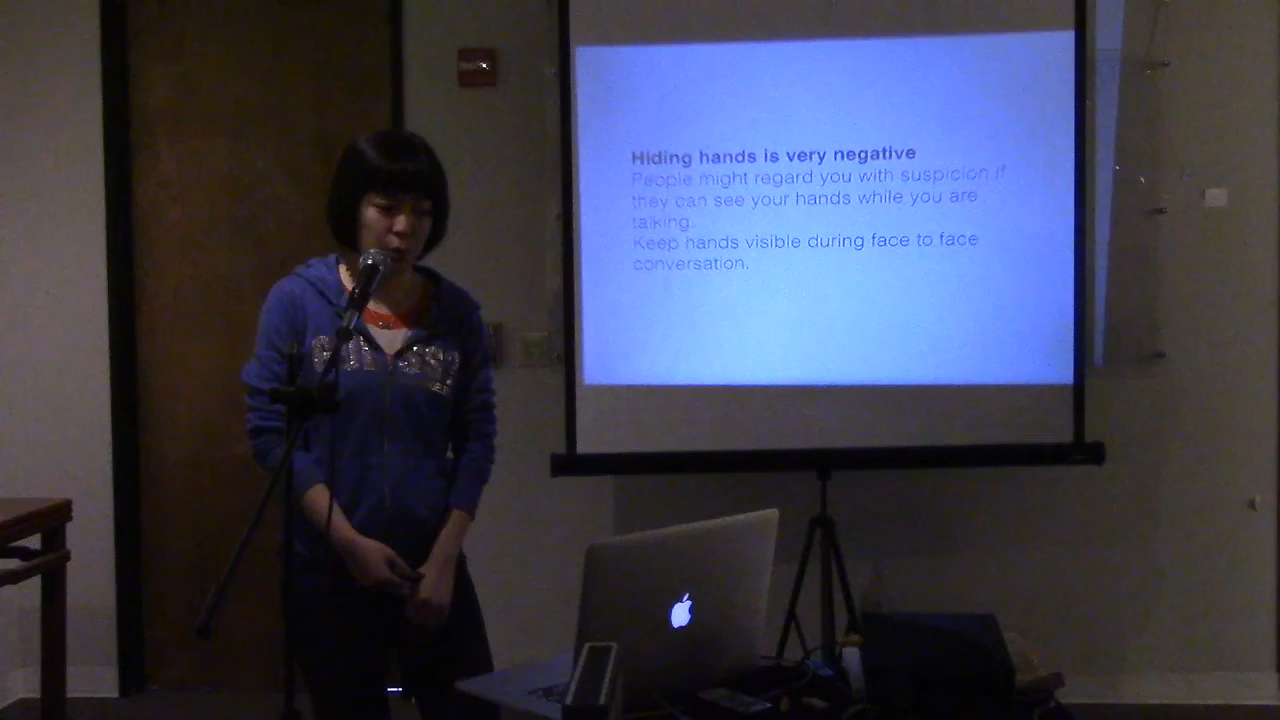 Hiding hands is very negative
People might regard you with suspicion if
they can see your hands while you are
talking.
Keep hands visible during face to face
conversation.